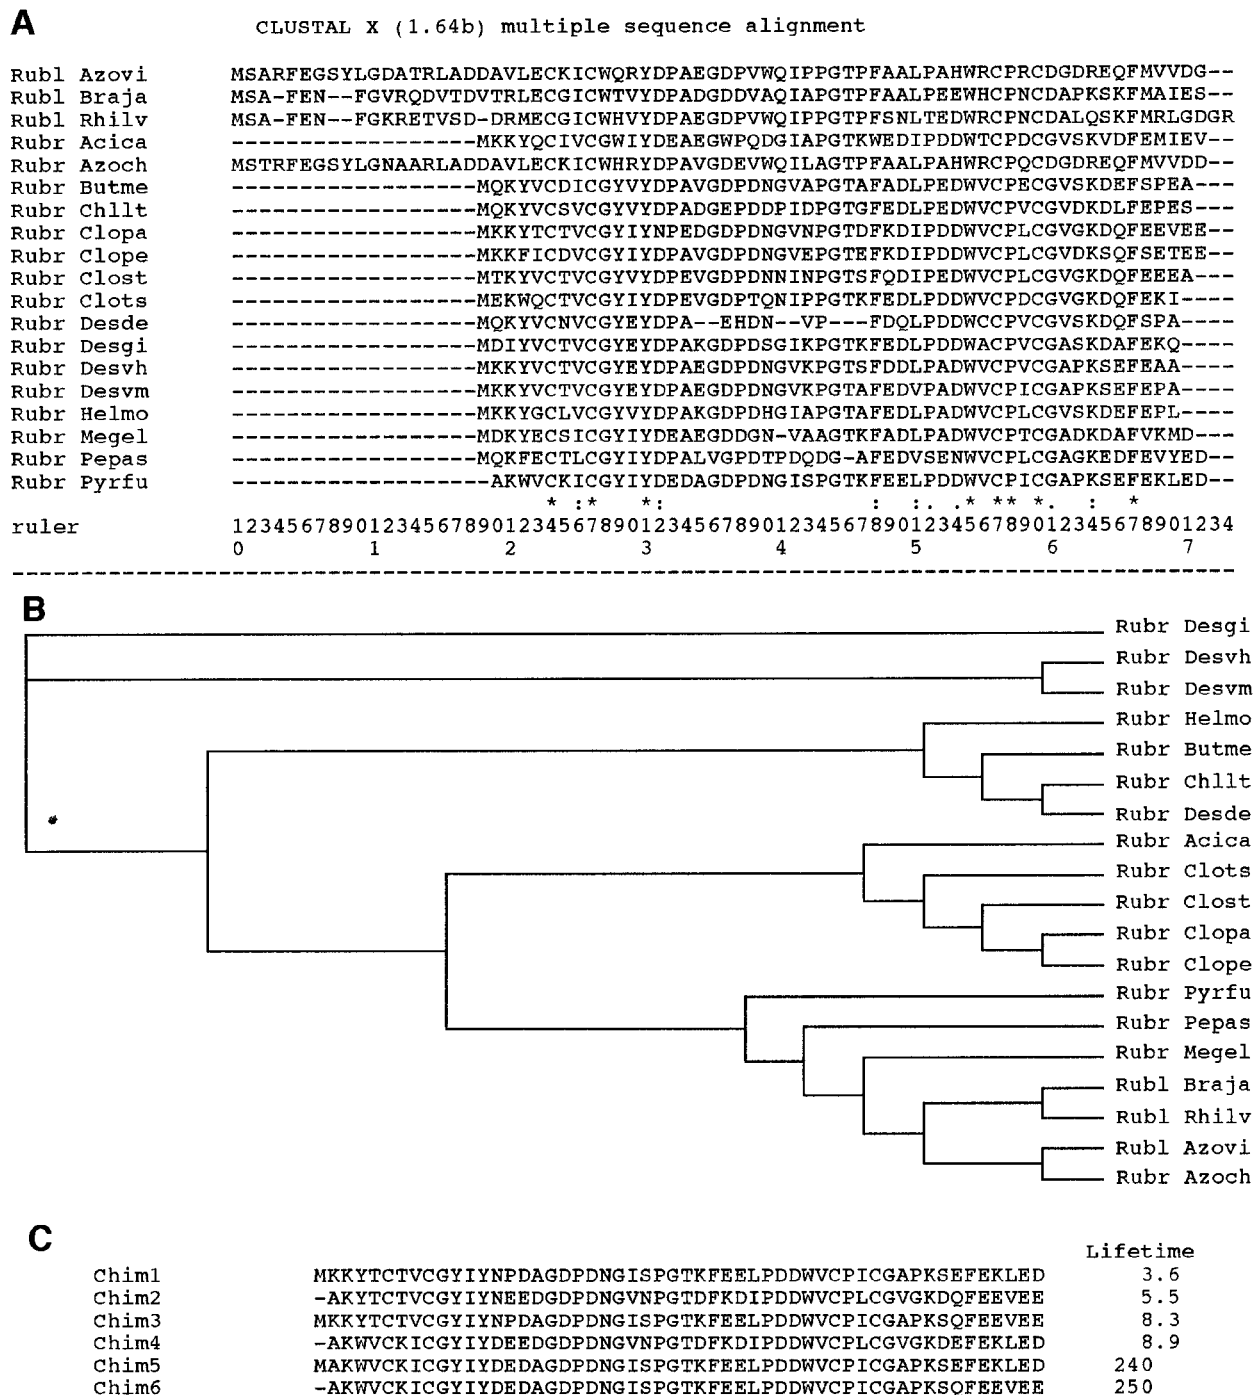 A
CLUSTAL X (1.64b) multiple sequence alignment
Rubl Azovi MSARFEGSYLGDATRLADDAVLECKICWQRYDPAEGDPVWQIPPGTPFAALPAHWRCPRCDGDREQFMVVDG--
Rubl Braja MSA-FEN--FGVRQDVTDVTRLECGICWTVYDPADGDDVAQIAPGTPFAALPEEWHCPNCDAPKSKFMAIES--
Rubl Rhilv MSA-FEN--FGKRETVSD-DRMECGICWHVYDPAEGDPVWQIPPGTPFSNLTEDWRCPNCDALQSKFMRLGDGR
Rubr Acica ------------------MKKYQCIVCGWIYDEAEGWPQDGIAPGTKWEDIPDDWTCPDCGVSKVDFEMIEV--
Rubr Azoch MSTRFEGSYLGNAARLADDAVLECKICWHRYDPAVGDEVWQILAGTPFAALPAHWRCPQCDGDREQFMVVDD--
Rubr Butme ------------------MQKYVCDICGYVYDPAVGDPDNGVAPGTAFADLPEDWVCPECGVSKDEFSPEA---
Rubr Chllt ------------------MQKYVCSVCGYVYDPADGEPDDPIDPGTGFEDLPEDWVCPVCGVDKDLFEPES---
Rubr Clopa ------------------MKKYTCTVCGYIYNPEDGDPDNGVNPGTDFKDIPDDWVCPLCGVGKDQFEEVEE--
Rubr Clope ------------------MKKFICDVCGYIYDPAVGDPDNGVEPGTEFKDIPDDWVCPLCGVDKSQFSETEE--
Rubr Clost ------------------MTKYVCTVCGYVYDPEVGDPDNNINPGTSFQDIPEDWVCPLCGVGKDQFEEEA---
Rubr Clots ------------------MEKWQCTVCGYIYDPEVGDPTQNIPPGTKFEDLPDDWVCPDCGVGKDQFEKI----
Rubr Desde ------------------MQKYVCNVCGYEYDPA--EHDN--VP---FDQLPDDWCCPVCGVSKDQFSPA----
Rubr Desgi ------------------MDIYVCTVCGYEYDPAKGDPDSGIKPGTKFEDLPDDWACPVCGASKDAFEKQ----
Rubr Desvh ------------------MKKYVCTVCGYEYDPAEGDPDNGVKPGTSFDDLPADWVCPVCGAPKSEFEAA----
Rubr Desvm ------------------MKKYVCTVCGYEYDPAEGDPDNGVKPGTAFEDVPADWVCPICGAPKSEFEPA----
Rubr Helmo ------------------MKKYGCLVCGYVYDPAKGDPDHGIAPGTAFEDLPADWVCPLCGVSKDEFEPL----
Rubr Megel ------------------MDKYECSICGYIYDEAEGDDGN-VAAGTKFADLPADWVCPTCGADKDAFVKMD---
Rubr Pepas ------------------MQKFECTLCGYIYDPALVGPDTPDQDG-AFEDVSENWVCPLCGAGKEDFEVYED--
Rubr Pyrfu -------------------AKWVCKICGYIYDEDAGDPDNGISPGTKFEELPDDWVCPICGAPKSEFEKLED--
* :* *: : :. .* ** *. : *
ruler 12345678901234567890123456789012345678901234567890123456789012345678901234
0 1 2 3 4 5 6 7
B
Rubr Desgi
Rubr Desvh
Rubr Desvm
Rubr Helmo
Rubr Butme
Rubr Chllt
Rubr Desde
Rubr Acica
Rubr Clots
Rubr Clost
Rubr Clopa
Rubr Clope
Rubr Pyrfu
Rubr Pepas
Rubr Megel
Rubl Braja
Rubl Rhilv
Rubl Azovi
Rubr Azoch
C
Lifetime
Chim1 MKKYTCTVCGYIYNPDAGDPDNGISPGTKFEELPDDWVCPICGAPKSEFEKLED 3.6
Chim2 -AKYTCTVCGYIYNEEDGDPDNGVNPGTDFKDIPDDWVCPLCGVGKDQFEEVEE 5.5
Chim3 MKKYTCTVCGYIYNPDAGDPDNGISPGTKFEELPDDWVCPICGAPKSQFEEVEE 8.3
Chim4 -AKWVCKICGYIYDEEDGDPDNGVNPGTDFKDIPDDWVCPLCGVGKDEFEKLED 8.9
Chim5 MAKWVCKICGYIYDEDAGDPDNGISPGTKFEELPDDWVCPICGAPKSEFEKLED 240
Chim6 -AKWVCKICGYIYDEDAGDPDNGISPGTKFEELPDDWVCPICGAPKSQFEEVEE 250